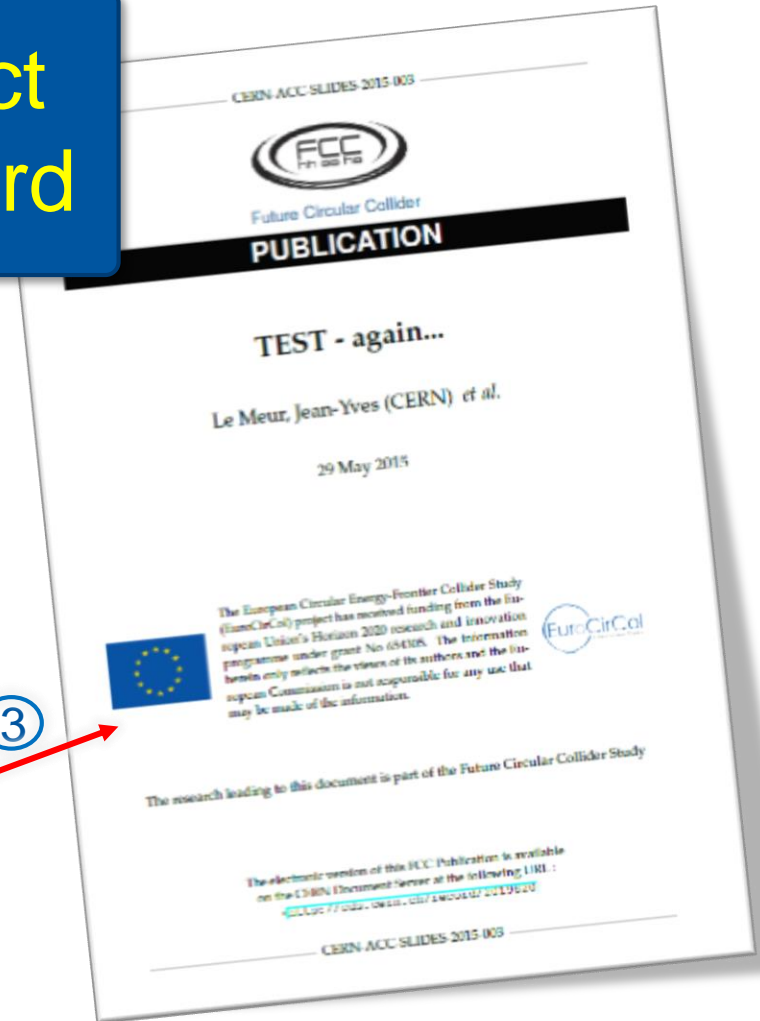 ct
rd
CERN-ACC-SLIDES-2015-003
FCC
hh ee he
Future Circular Collider
PUBLICATION
TEST - again...
Le Meur, Jean-Yves (CERN) et al.
29 May 2015
The European Circular Energy-Frontier Collider Study
(EuroCirCol) project has received funding from the Eu-
ropean Union's Horizon 2020 research and innovation
programme under grant No 654305. The information
herein only reflects the views of its authors and the Eu-
ropean Commission is not responsible for any use that
may be made of the information.
EuroCirCol
3
The research leading to this document is part of the Future Circular Collider Study
The electronic version of this FCC Publication is available
on the CERN Document Server at the following URL :
CERN-ACC-SLIDES-2015-003